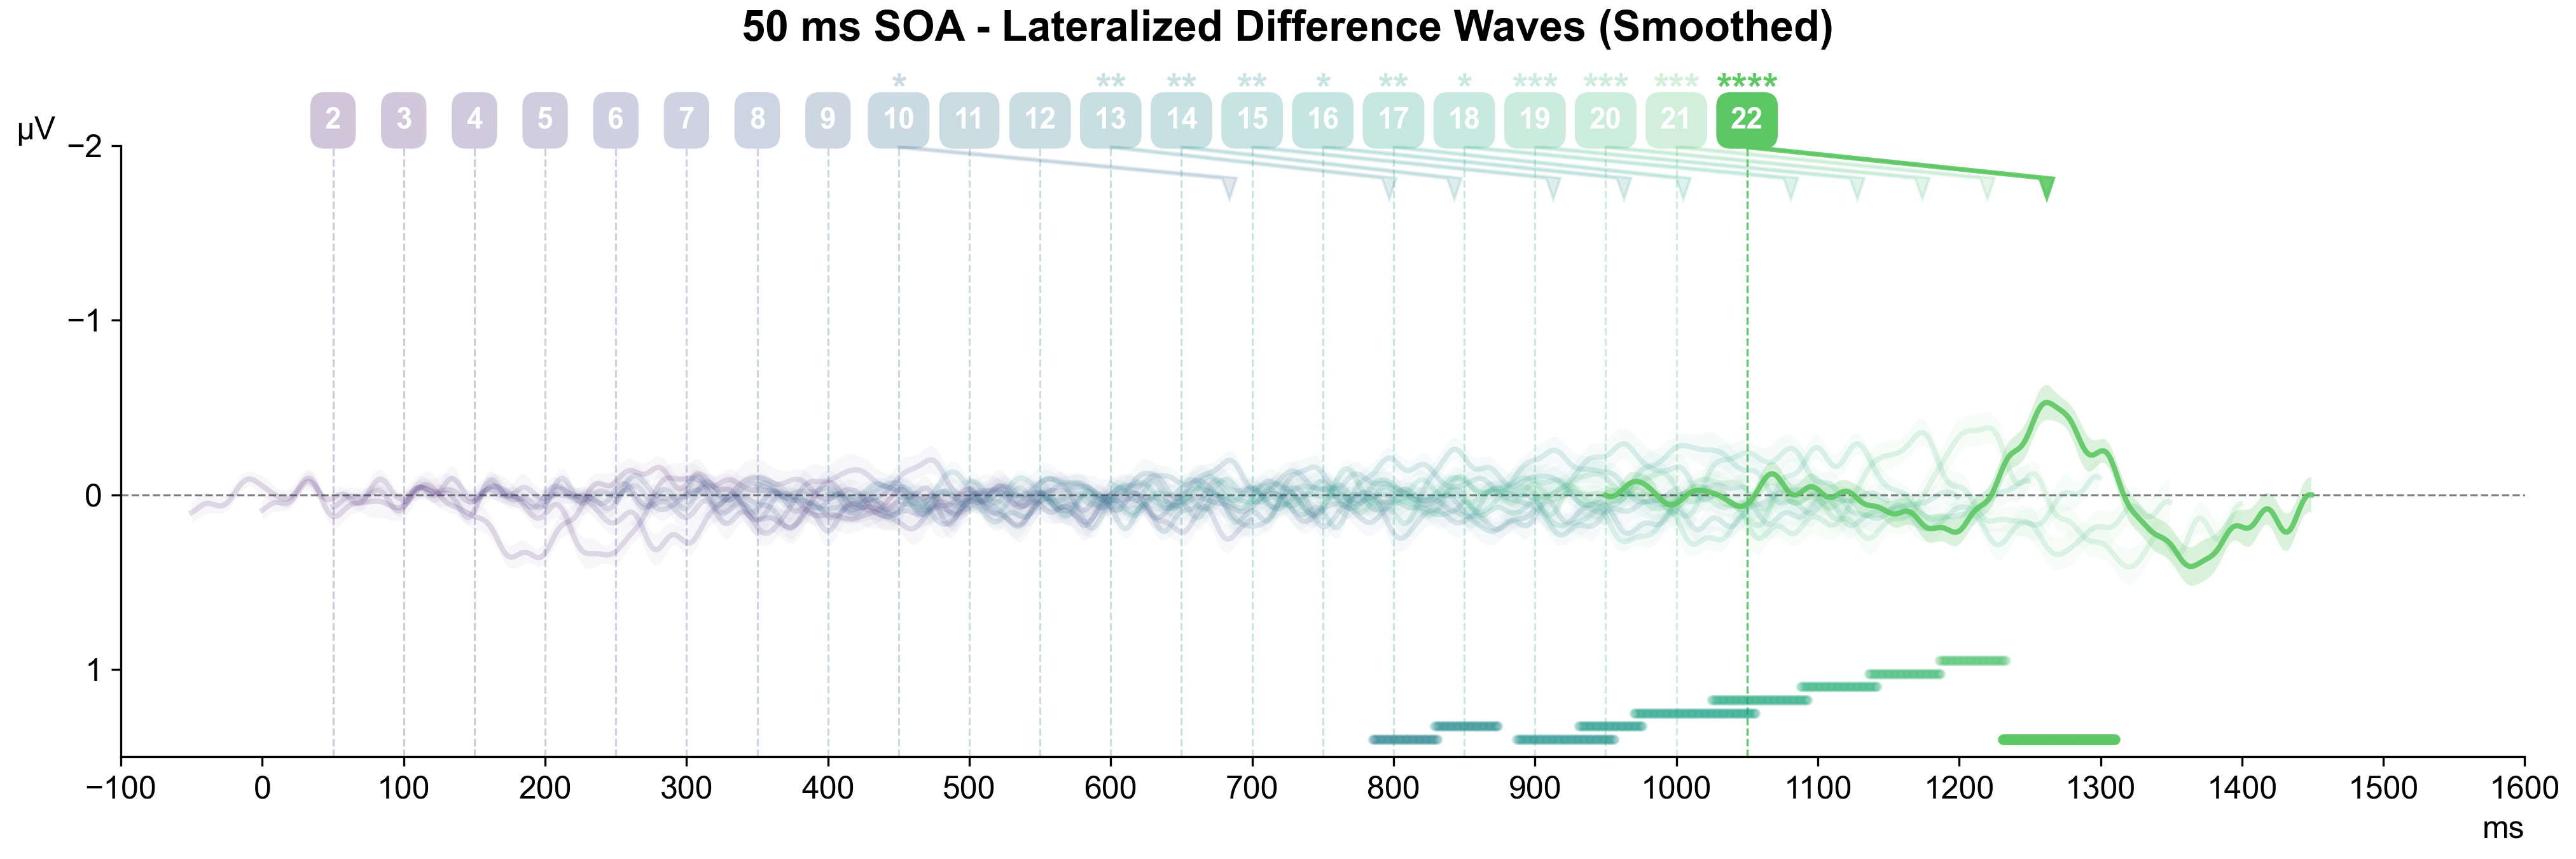 50 ms SOA - Lateralized Difference Waves (Smoothed)
* ** ** ** * ** * *** *** *** ****
2 3 4 5 6 7 8 9 10 11 12 13 14 15 16 17 18 19 20 21 22
µV
−2
−1
0
1
−100 0 100 200 300 400 500 600 700 800 900 1000 1100 1200 1300 1400 1500 1600
ms